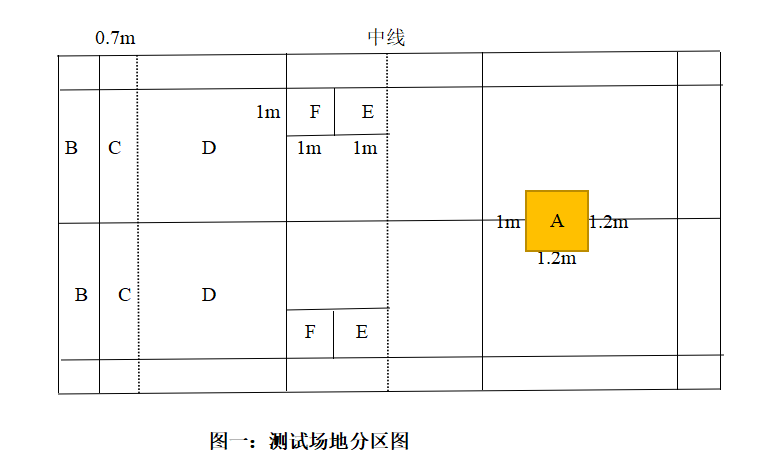 0.7m 中线
1m F E
B C D 1m 1m
1m A 1.2m
1.2m
B C D
F E
图一：测试场地分区图